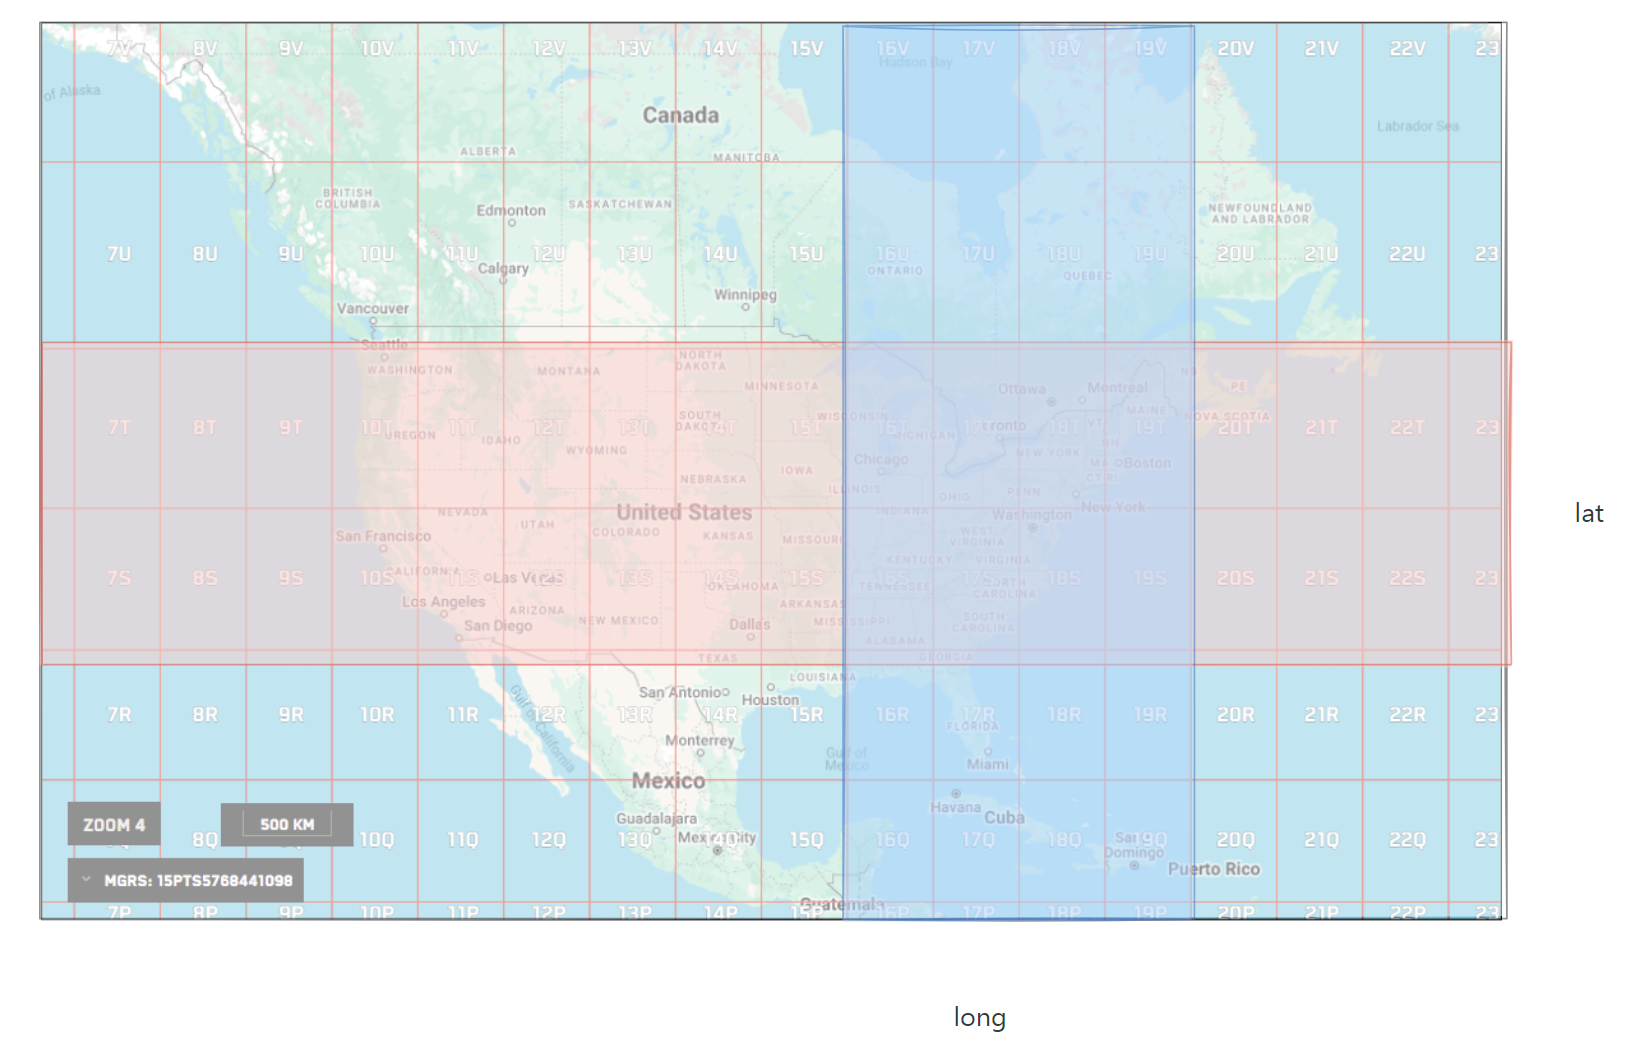 7V 8V 9V 10V 11V 12V 13V 14V 15V 16V 17V 18V 19V 20V 21V 22V 23
Hudson Bay
of Alaska
Canada
Labrador Sea
ALBERTA
MANITOBA
BRITISH
COLUMBIA
SASKATCHEWAN
Edmonton
NEWFOUNDLAND
AND LABRADOR
7U 8U 9U 10U 11U 12U 13U 14U 15U 16U 17U 18U 19U 20U 21U 22U 23
Calgary
ONTARIO
QUEBEC
Winnipeg
Vancouver
Seattle
WASHINGTON
MONTANA
NORTH
DAKOTA
MINNESOTA
Ottawa
Montreal
PE
MAINE
NOVA SCOTIA
SOUTH
DAKOTA
WISCONSIN
7T 8T 9T 10T 11T 12T 13T 14T 15T 16T 17T 18T 19T 20T 21T 22T 23
OREGON
IDAHO
MICHIGAN
Toronto
VT
NH
WYOMING
NEW YORK
Chicago
MA
Boston
IOWA
CT RI
NEBRASKA
ILLINOIS
OHIO
PENN
NEVADA
United States
INDIANA
Washington
New York
UTAH
COLORADO
KANSAS
MISSOURI
WEST
VIRGINIA
San Francisco
KENTUCKY
VIRGINIA
7S 8S 9S 10S 11S 12S 13S 14S 15S 16S 17S 18S 19S 20S 21S 22S 23
CALIFORNIA
Las Vegas
OKLAHOMA
TENNESSEE
NORTH
CAROLINA
Los Angeles
ARIZONA
NEW MEXICO
ARKANSAS
MISSISSIPPI
SOUTH
CAROLINA
San Diego
Dallas
ALABAMA
TEXAS
GEORGIA
LOUISIANA
San Antonio
Houston
7R 8R 9R 10R 11R 12R 13R 14R 15R 16R 17R 18R 19R 20R 21R 22R 23
Gulf of California
FLORIDA
Monterrey
Gulf of
Mexico
Miami
Mexico
Havana
Cuba
Guadalajara
ZOOM 4
500 KM
8Q 10Q 11Q 12Q 13Q 15Q 16Q 17Q 18Q 19Q 20Q 21Q 22Q 23
Mexico City
Santo
Domingo
Puerto Rico
MGRS: 15PTS5768441098
Guatemala
7P 8P 9P 10P 11P 12P 13P 14P 15P 16P 17P 18P 19P 20P 21P 22P 23
lat
long